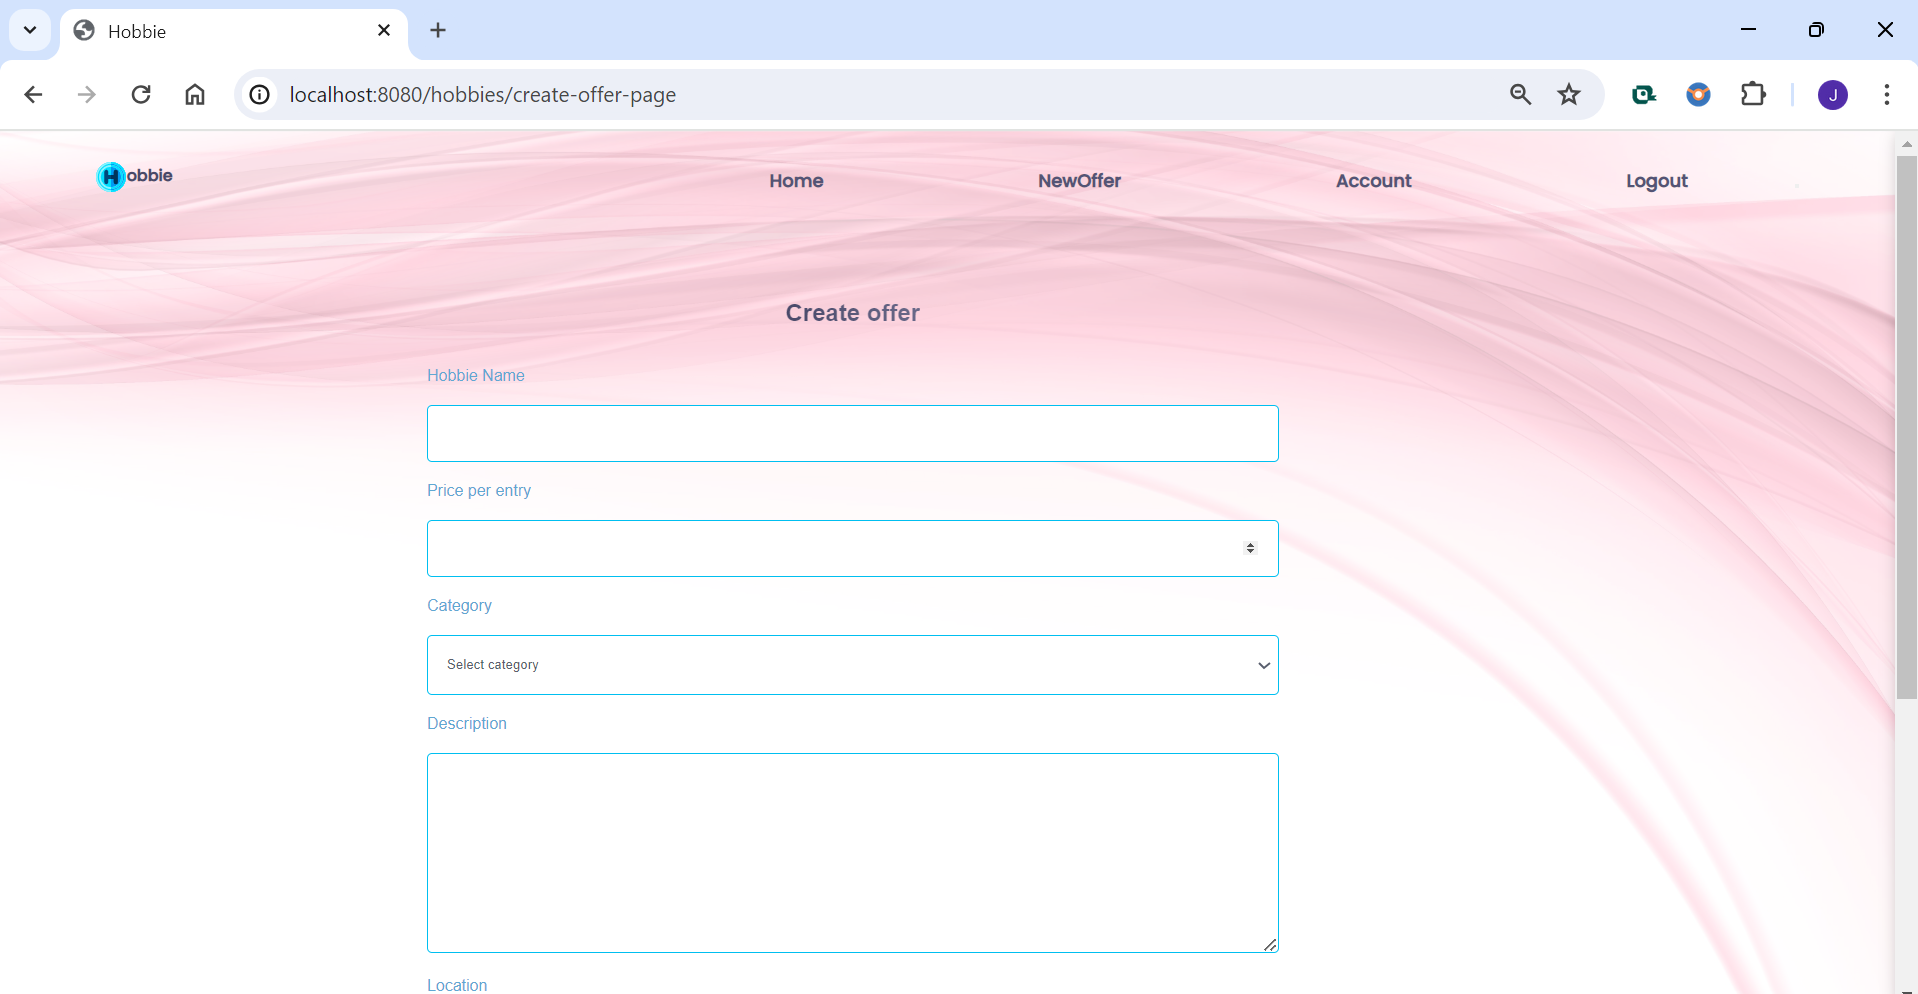 Hobbie
localhost:8080/hobbies/create-offer-page
J
Hobbie
Home
NewOffer
Account
Logout
Create offer
Hobbie Name
Price per entry
Category
Select category
Description
Location